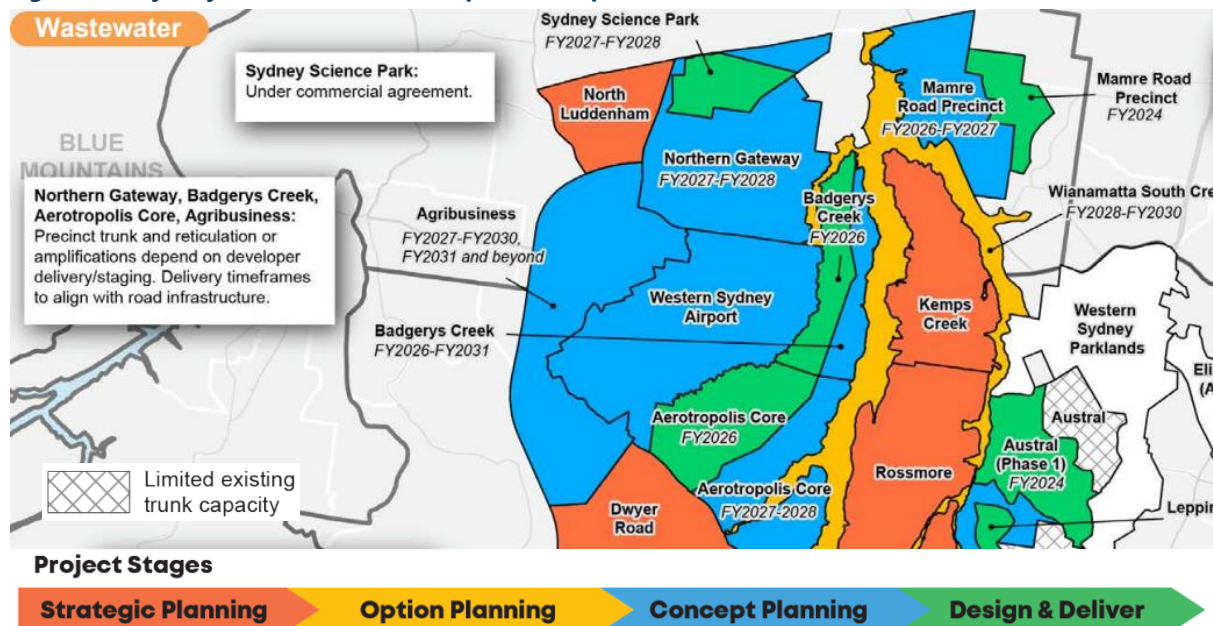 Wastewater
Sydney Science Park
FY2027-FY2028
Sydney Science Park:
Under commercial agreement.
North
Luddenham
Mamre
Road Precinct
FY2026-FY2027
Mamre Road
Precinct
FY2024
BLUE
MOUNTAINS
Northern Gateway
FY2027-FY2028
Northern Gateway, Badgerys Creek,
Aerotropolis Core, Agribusiness:
Precinct trunk and reticulation or
amplifications depend on developer
delivery/staging. Delivery timeframes
to align with road infrastructure.
Badgerys
Creek
FY2026
Wianamatta South Cre
FY2028-FY2030
Agribusiness
FY2027-FY2030,
FY2031 and beyond
Western Sydney
Airport
Kemps
Creek
Western
Sydney
Parklands
Badgerys Creek
FY2026-FY2031
Eli
(A
Aerotropolis Core
FY2026
Austral
Austral
(Phase 1)
FY2024
Rossmore
Limited existing
trunk capacity
Aerotropolis Core
FY2027-2028
Dwyer
Road
Leppin
Project Stages
Strategic Planning
Option Planning
Concept Planning
Design & Deliver